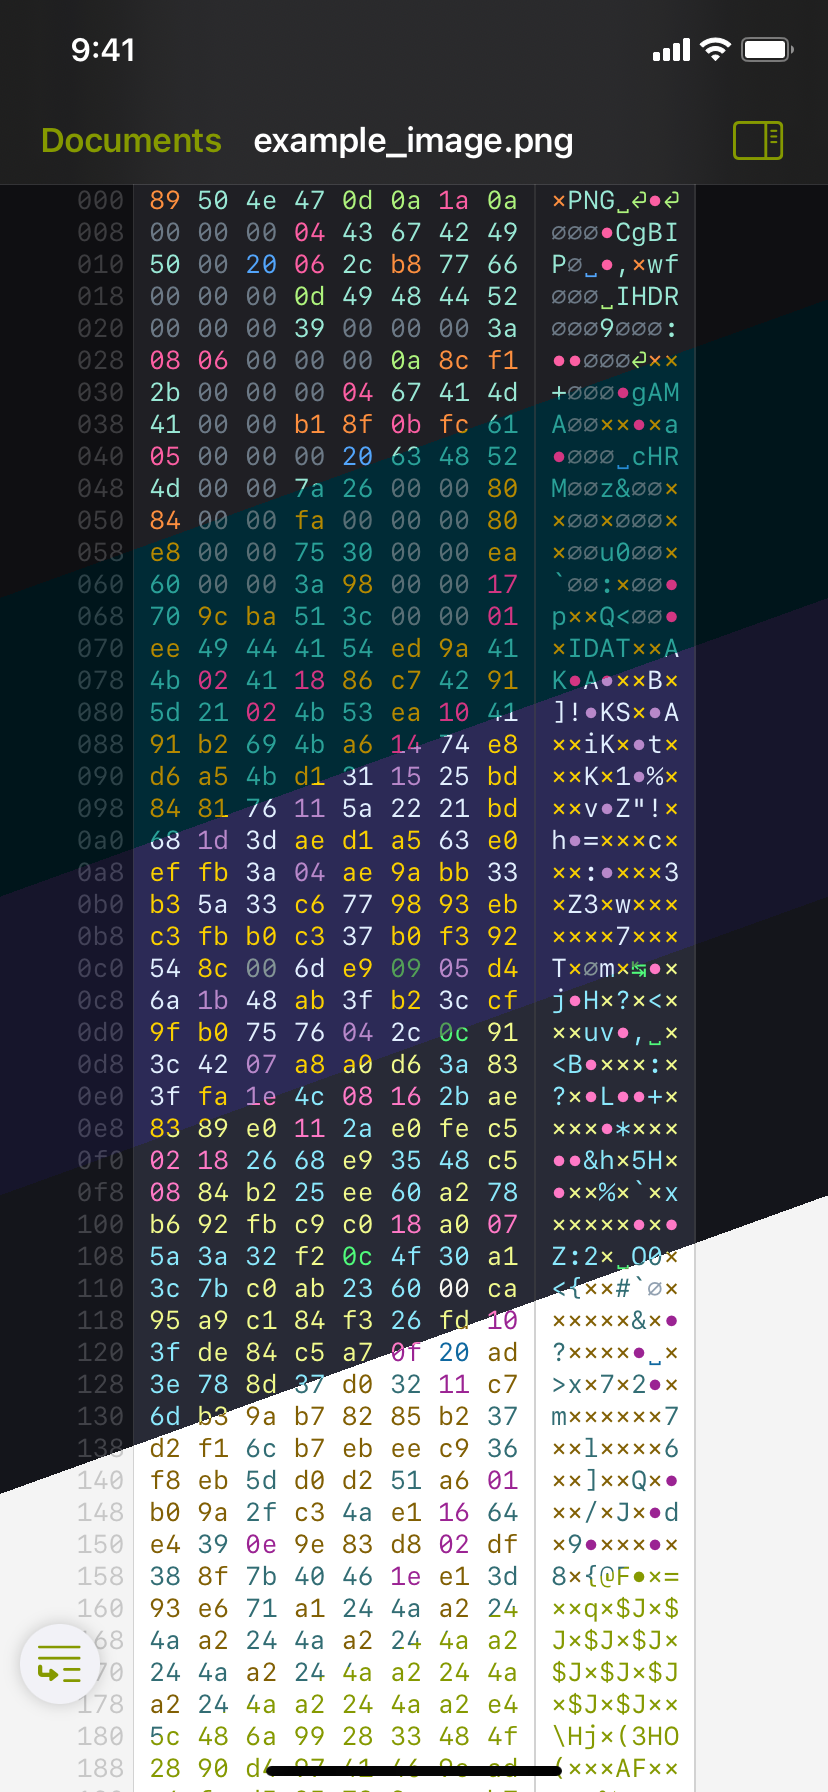 9:41
Documents example_image.png
000 89 50 4e 47 0d 0a 1a 0a ×PNG␣⏎•⏎
008 00 00 00 04 43 67 42 49 ∅∅∅•CgBI
010 50 00 20 06 2c b8 77 66 P∅␣•,×wf
018 00 00 00 0d 49 48 44 52 ∅∅∅␣IHDR
020 00 00 00 39 00 00 00 3a ∅∅∅9∅∅∅:
028 08 06 00 00 00 0a 8c f1 ••∅∅∅⏎××
030 2b 00 00 00 04 67 41 4d +∅∅∅•gAM
038 41 00 00 b1 8f 0b fc 61 A∅∅××•×a
040 05 00 00 00 20 63 48 52 •∅∅∅␣cHR
048 4d 00 00 7a 26 00 00 80 M∅∅z&∅∅×
050 84 00 00 fa 00 00 00 80 ×∅∅×∅∅∅×
058 e8 00 00 75 30 00 00 ea ×∅∅u0∅∅×
060 60 00 00 3a 98 00 00 17 `∅∅:×∅∅•
068 70 9c ba 51 3c 00 00 01 p××Q<∅∅•
070 ee 49 44 41 54 ed 9a 41 ×IDAT××A
078 4b 02 41 18 86 c7 42 91 K•A•××B×
080 5d 21 02 4b 53 ea 10 41 ]!•KS×•A
088 91 b2 69 4b a6 14 74 e8 ××iK×•t×
090 d6 a5 4b d1 31 15 25 bd ××K×1•%×
098 84 81 76 11 5a 22 21 bd ××v•Z"!×
0a0 68 1d 3d ae d1 a5 63 e0 h•=×××c×
0a8 ef fb 3a 04 ae 9a bb 33 ××:•×××3
0b0 b3 5a 33 c6 77 98 93 eb ×Z3×w×××
0b8 c3 fb b0 c3 37 b0 f3 92 ××××7×××
0c0 54 8c 00 6d e9 09 05 d4 T×∅m×↹•×
0c8 6a 1b 48 ab 3f b2 3c cf j•H×?×<×
0d0 9f b0 75 76 04 2c 0c 91 ××uv•,␣×
0d8 3c 42 07 a8 a0 d6 3a 83 <B•×××:×
0e0 3f fa 1e 4c 08 16 2b ae ?×•L••+×
0e8 83 89 e0 11 2a e0 fe c5 ×××•*×××
0f0 02 18 26 68 e9 35 48 c5 ••&h×5H×
0f8 08 84 b2 25 ee 60 a2 78 •××%×`×x
100 b6 92 fb c9 c0 18 a0 07 ×××××•×•
108 5a 3a 32 f2 0c 4f 30 a1 Z:2×␣O0×
110 3c 7b c0 ab 23 60 00 ca <{××#`∅×
118 95 a9 c1 84 f3 26 fd 10 ×××××&×•
120 3f de 84 c5 a7 0f 20 ad ?××××•␣×
128 3e 78 8d 37 d0 32 11 c7 >x×7×2•×
130 6d b3 9a b7 82 85 b2 37 m××××××7
138 d2 f1 6c b7 eb ee c9 36 ××l××××6
140 f8 eb 5d d0 d2 51 a6 01 ××]××Q×•
148 b0 9a 2f c3 4a e1 16 64 ××/×J×•d
150 e4 39 0e 9e 83 d8 02 df ×9•×××•×
158 38 8f 7b 40 46 1e e1 3d 8×{@F•×=
160 93 e6 71 a1 24 4a a2 24 ××q×$J×$
68 4a a2 24 4a a2 24 4a a2 J×$J×$J×
70 24 4a a2 24 4a a2 24 4a $J×$J×$J
178 a2 24 4a a2 24 4a a2 e4 ×$J×$J××
180 5c 48 6a 99 28 33 48 4f \Hj×(3HO
188 28 90 (×××AF××